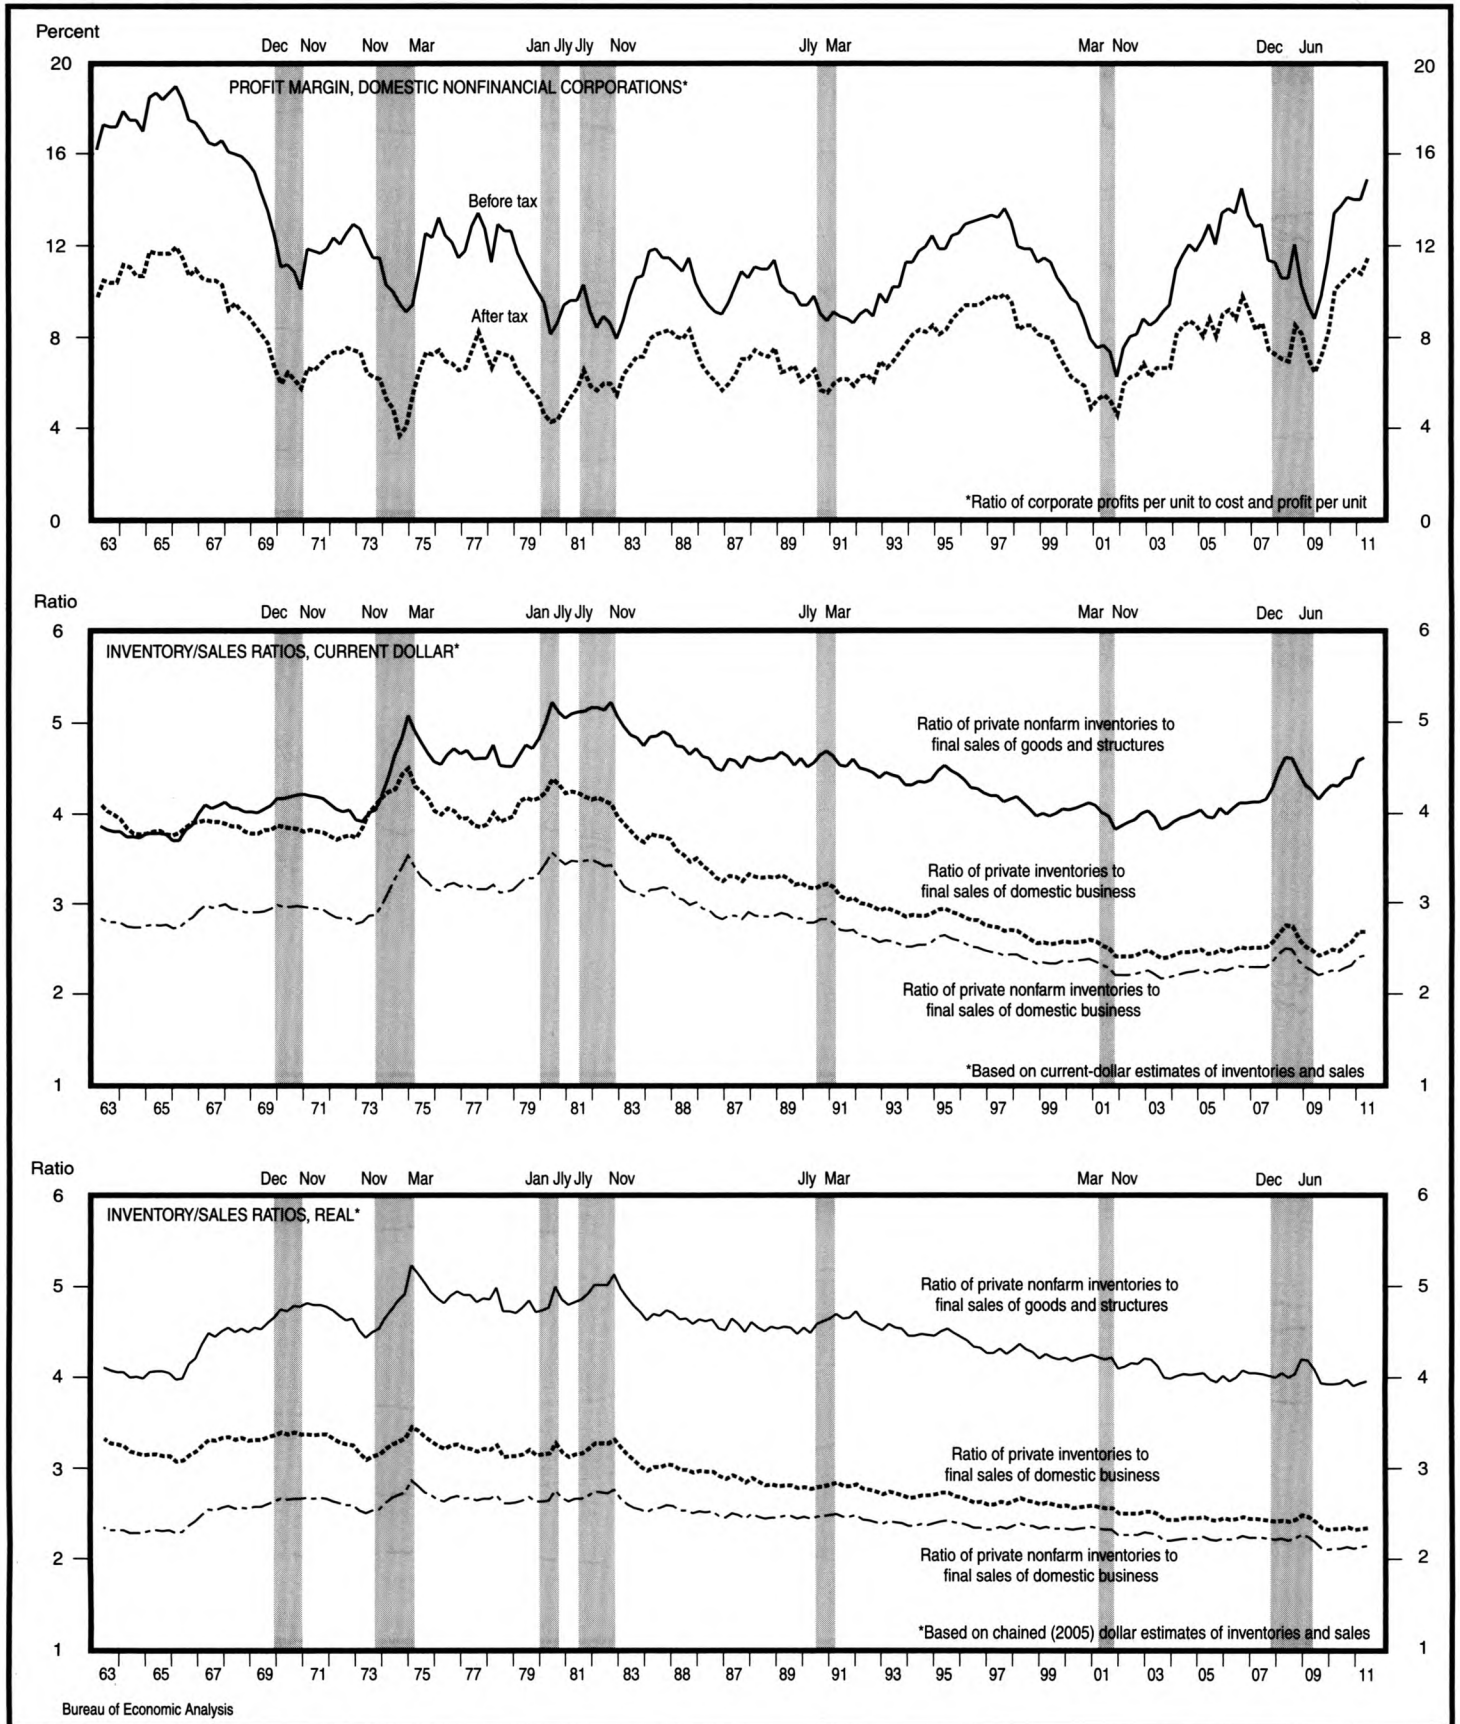 Percent
Dec Nov Nov Mar Jan Jly Jly Nov Jly Mar Mar Nov Dec Jun
20 20
PROFIT MARGIN, DOMESTIC NONFINANCIAL CORPORATIONS*
16 16
Before tax
12 12
After tax
8 8
4 4
*Ratio of corporate profits per unit to cost and profit per unit
0 0
63 65 67 69 71 73 75 77 79 81 83 86 88 87 89 91 93 95 97 99 01 03 05 07 09 11
Ratio
Dec Nov Nov Mar Jan Jly Jly Nov Jly Mar Mar Nov Dec Jun
6 6
INVENTORY/SALES RATIOS, CURRENT DOLLAR*
5 5
Ratio of private nonfarm inventories to
final sales of goods and structures
4 4
Ratio of private inventories to
final sales of domestic business
3 3
2 2
Ratio of private nonfarm inventories to
final sales of domestic business
*Based on current-dollar estimates of inventories and sales
1 1
63 65 67 69 71 73 75 77 79 81 83 88 87 89 91 93 95 97 99 01 03 05 07 09 11
Ratio
Dec Nov Nov Mar Jan Jly Jly Nov Jly Mar Mar Nov Dec Jun
6 6
INVENTORY/SALES RATIOS, REAL*
5 5
Ratio of private nonfarm inventories to
final sales of goods and structures
4 4
Ratio of private inventories to
final sales of domestic business
3 3
2 2
Ratio of private nonfarm inventories to
final sales of domestic business
*Based on chained (2005) dollar estimates of inventories and sales
1 1
63 65 67 69 71 73 75 77 79 81 83 88 87 89 91 93 95 97 99 01 03 05 07 09 11
Bureau of Economic Analysis